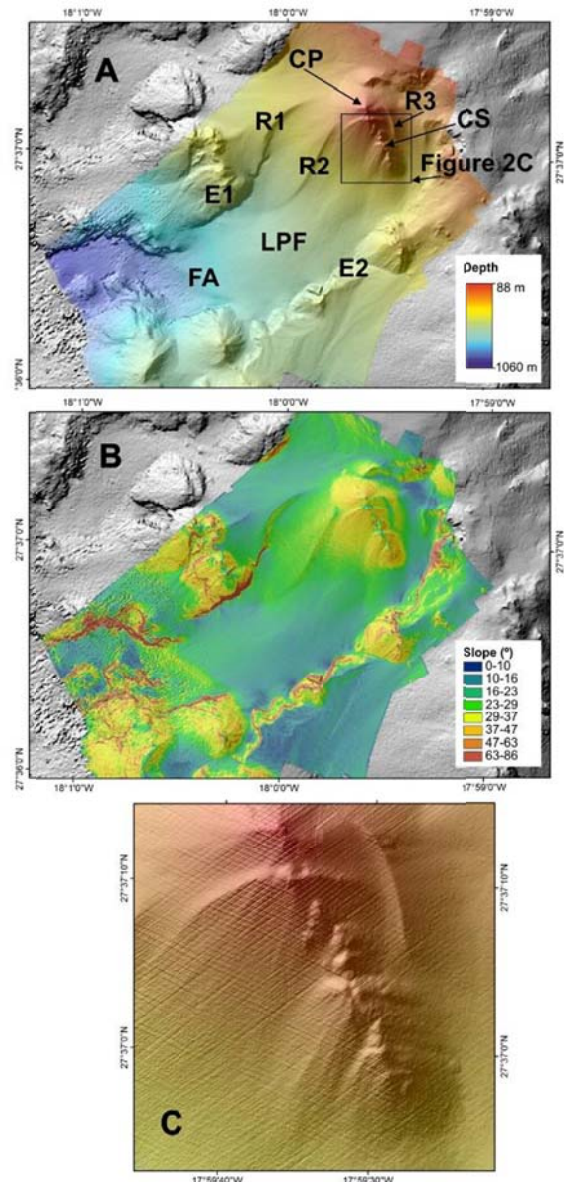 18°1'0"W 18°0'0"W 17°59'0"W
A
CP
R3
R1
CS
27°37'0"N
27°37'0"N
R2
Figure 2C
E1
LPF
E2
FA
Depth
88 m
1060 m
°36'0"N
18°1'0"W 18°0'0"W 17°59'0"W
B
27°37'0"N
27°37'0"N
Slope (°)
0-10
10-16
16-23
23-29
29-37
37-47
47-63
63-86
27°36'0"N
18°1'0"W 18°0'0"W 17°59'0"W
27°37'10"N
27°37'10"N
27°37'0"N
27°37'0"N
C
17°59'40"W 17°59'30"W